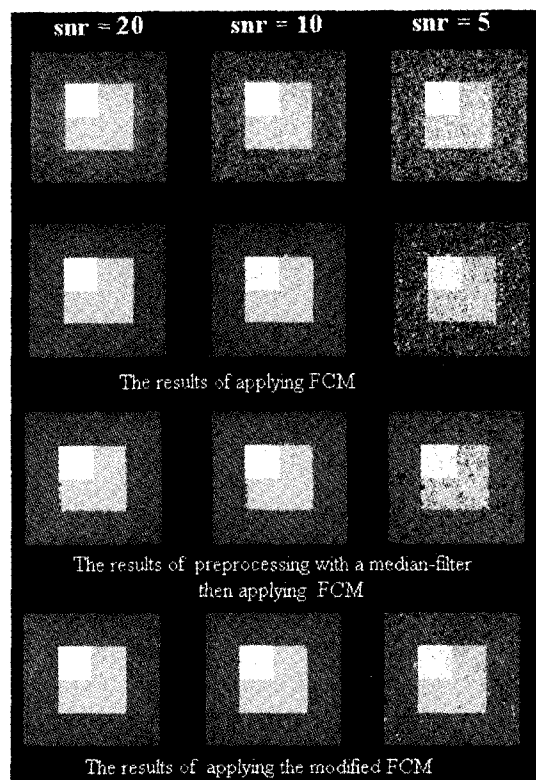 snr = 20 snr = 10 snr = 5
The results of applying FCM
The results of preprocessing with a median-filter
then applying FCM
The results of applying the modified FCM